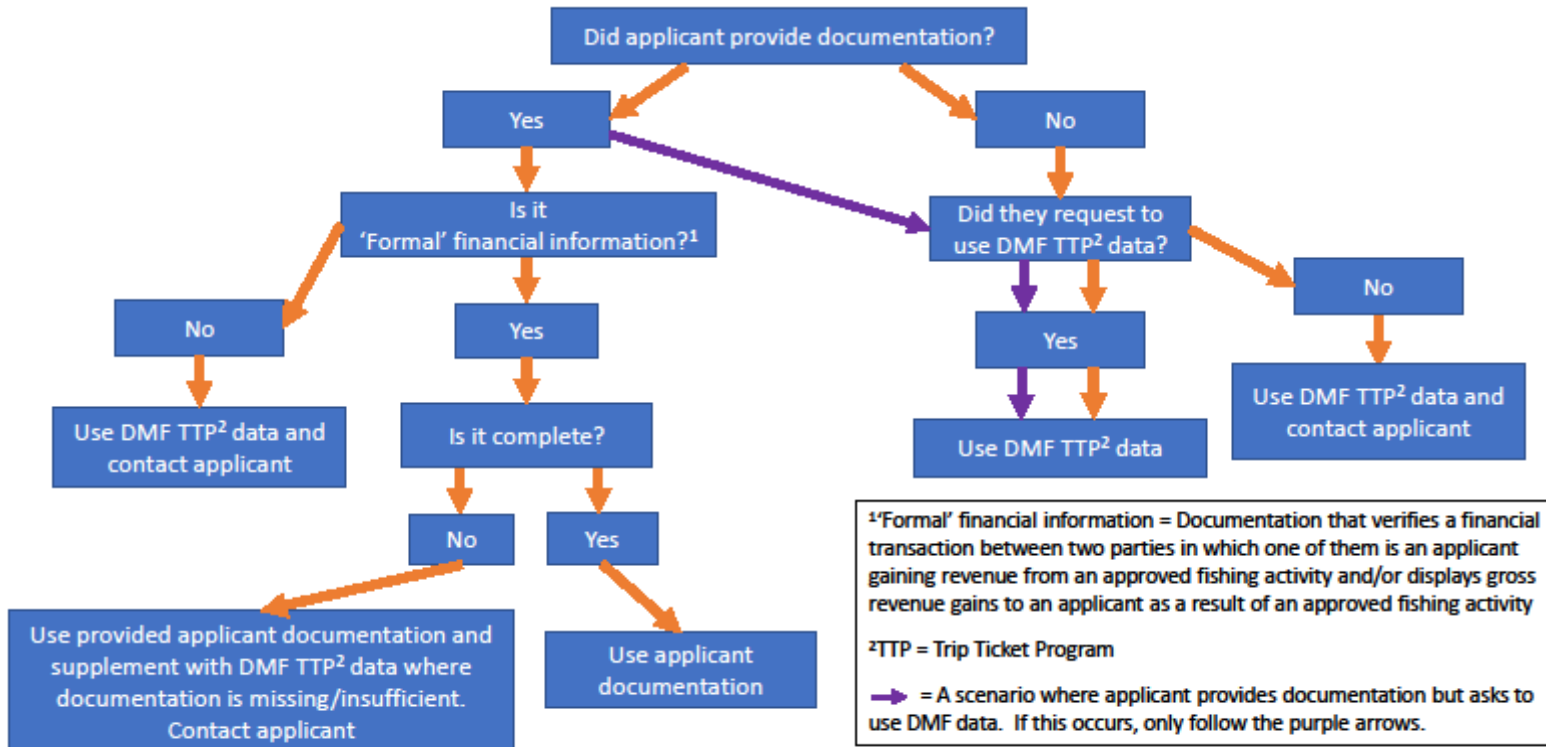 Did applicant provide documentation?
Yes
No
Is it
'Formal' financial information?¹
Did they request to
use DMF TTP² data?
No
Yes
Yes
No
Use DMF TTP² data and
contact applicant
Is it complete?
Use DMF TTP² data
Use DMF TTP² data and
contact applicant
No
Yes
Use provided applicant documentation and
supplement with DMF TTP² data where
documentation is missing/insufficient.
Contact applicant
Use applicant
documentation
¹'Formal' financial information = Documentation that verifies a financial
transaction between two parties in which one of them is an applicant
gaining revenue from an approved fishing activity and/or displays gross
revenue gains to an applicant as a result of an approved fishing activity
²TTP = Trip Ticket Program
= A scenario where applicant provides documentation but asks to
use DMF data. If this occurs, only follow the purple arrows.